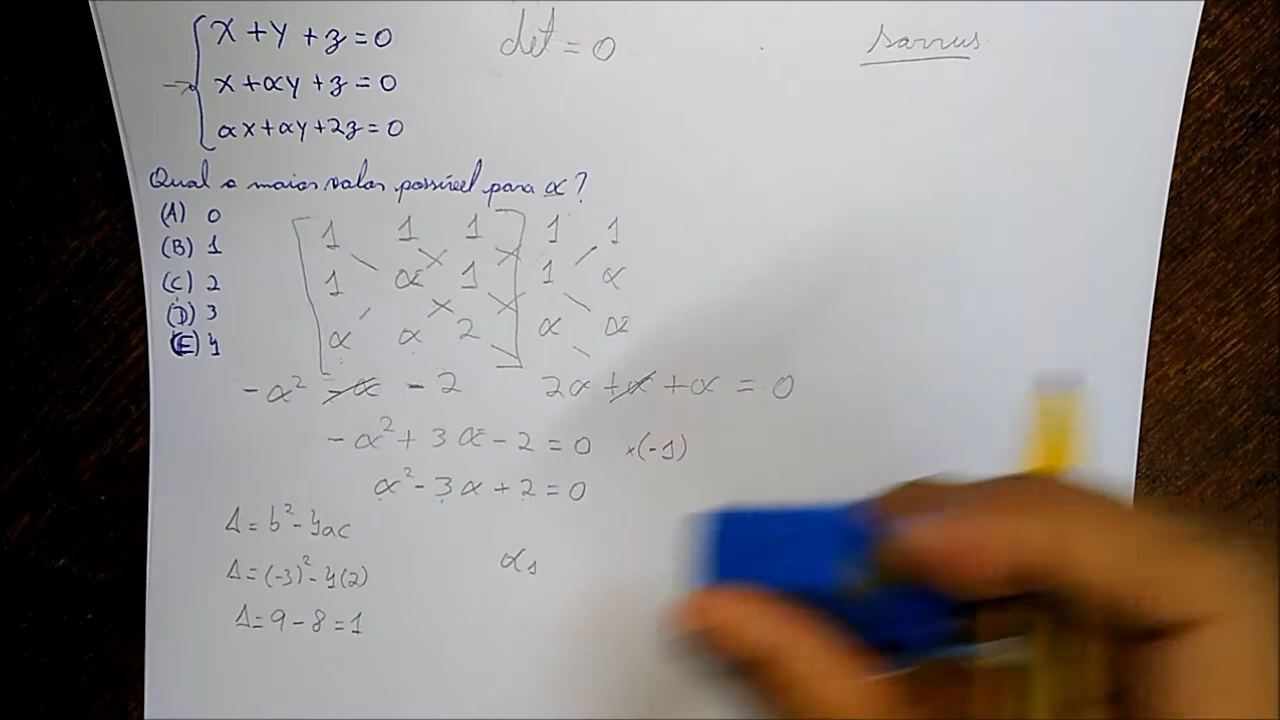 x + y + z = 0
det = 0
Sarrus
→ x + αy + z = 0
αx + αy + 2z = 0
Qual o maior valor possível para α ?
(A) 0
(B) 1
(C) 2
(D) 3
(E) 4
1 1 1 1 1
1 α 1 1 α
α α 2 α α
-α² -α -2 2α + α + α = 0
-α² + 3α - 2 = 0 ×(-1)
α² - 3α + 2 = 0
Δ = b² - 4ac
Δ = (-3)² - 4(2)
α₁
Δ = 9 - 8 = 1